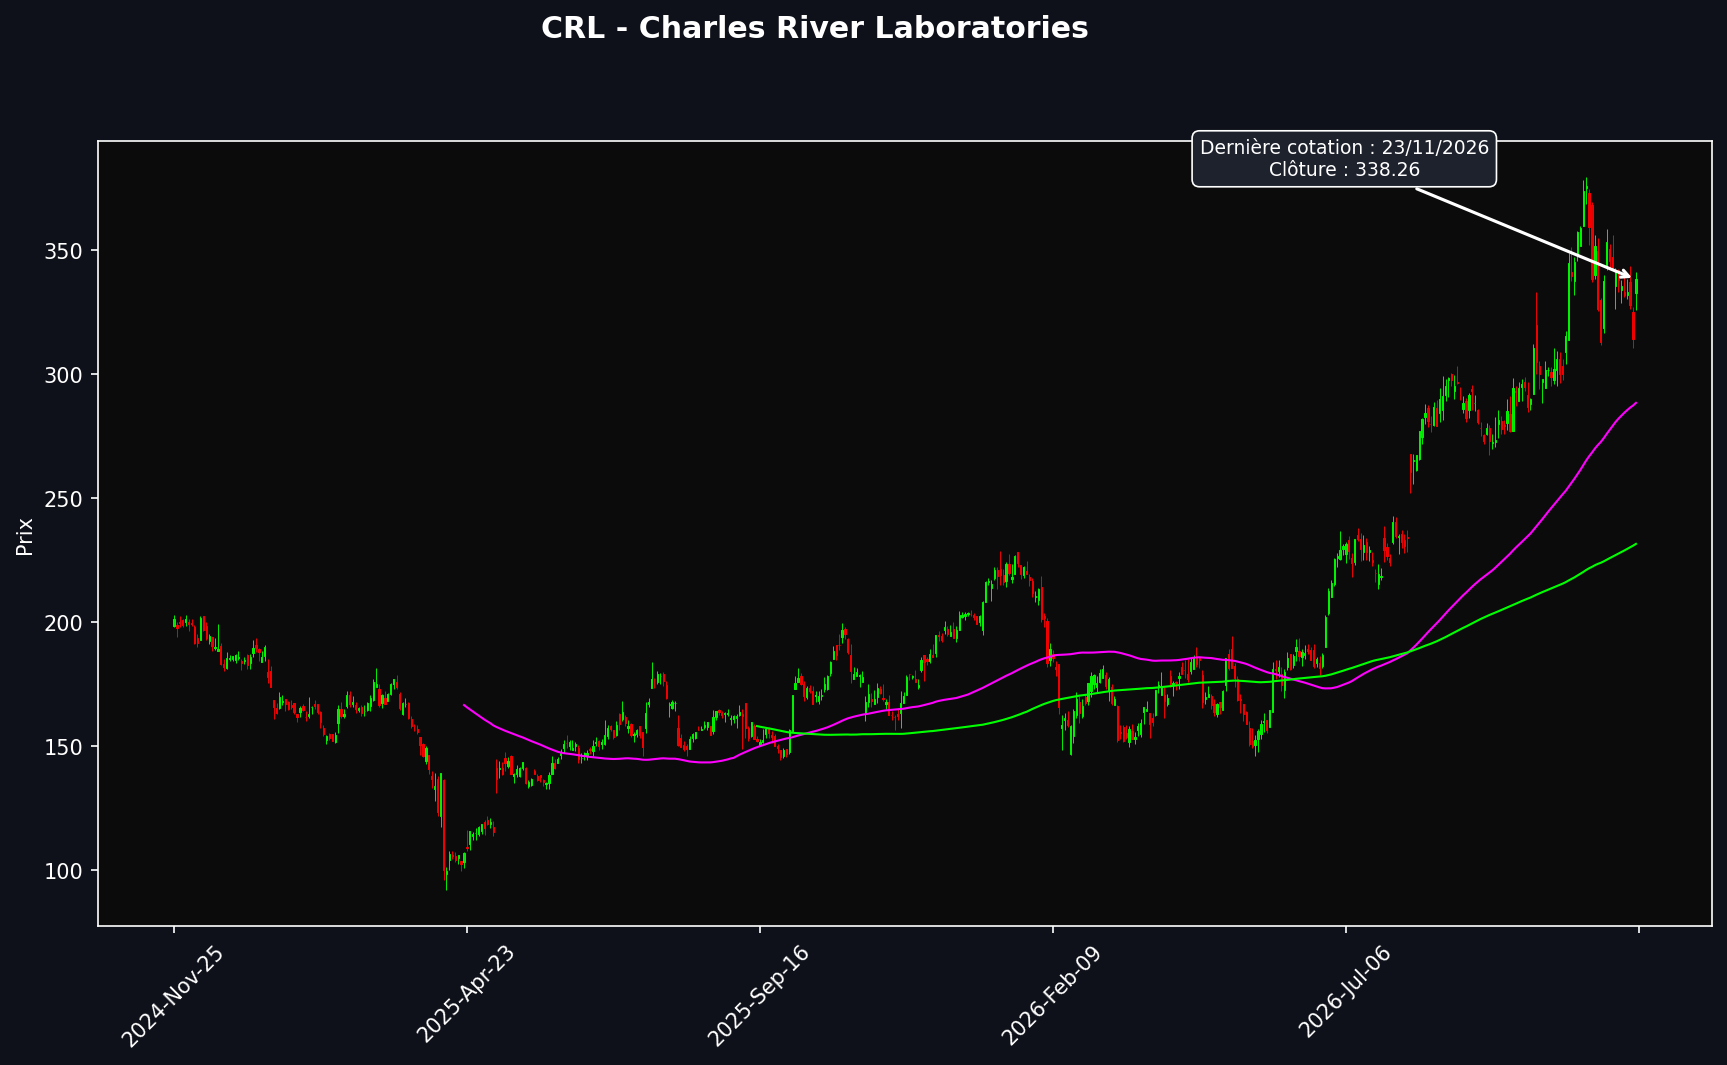 CRL - Charles River Laboratories
Dernière cotation : 23/11/2026
Clôture : 338.26
Prix
350
300
250
200
150
100
2024-Nov-25
2025-Apr-23
2025-Sep-16
2026-Feb-09
2026-Jul-06